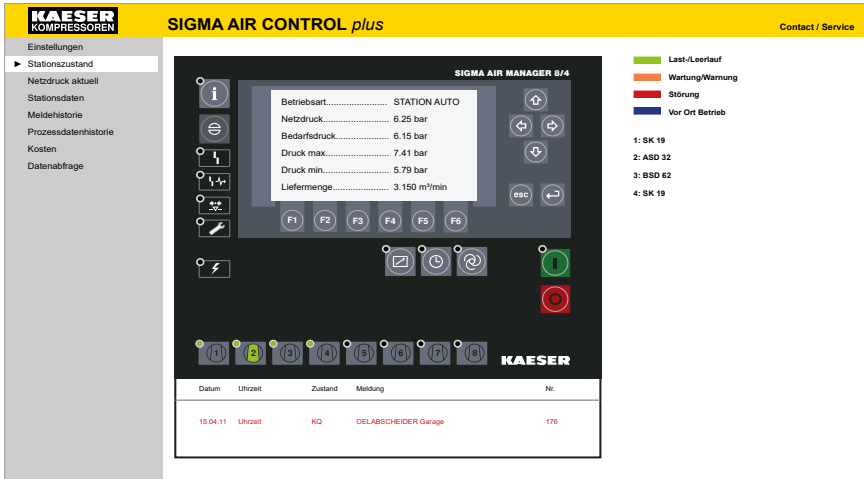 KAESER
KOMPRESSOREN
SIGMA AIR CONTROL plus
Contact / Service
Einstellungen
Stationszustand
Netzdruck aktuell
Stationsdaten
Meldehistorie
Prozessdatenhistorie
Kosten
Datenabfrage
SIGMA AIR MANAGER 8/4
i
Betriebsart........................ STATION AUTO
Netzdruck........................ 6.25 bar
Bedarfsdruck..................... 6.15 bar
Druck max....................... 7.41 bar
Druck min........................ 5.79 bar
Liefermenge...................... 3.150 m³/min
esc
F1 F2 F3 F4 F5 F6
1 2 3 4 5 6 7 8
KAESER
Datum Uhrzeit Zustand Meldung Nr.
15.04.11 Uhrzeit KQ OELABSCHEIDER Garage 176
Last-/Leerlauf
Wartung/Warnung
Störung
Vor Ort Betrieb
1: SK 19
2: ASD 32
3: BSD 62
4: SK 19